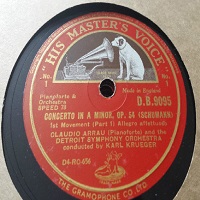 "HIS MASTER'S VOICE"
Made in England
Pianoforte &
Orchestra
SPEED 78
D.B.9095
CONCERTO IN A MINOR, OP. 54 (SCHUMANN)
1st Movement (Part 1) Allegro affettuoso
CLAUDIO ARRAU (Pianoforte) and the
DETROIT SYMPHONY ORCHESTRA
conducted by KARL KRUEGER
THE GRAMOPHONE CO. LTD.